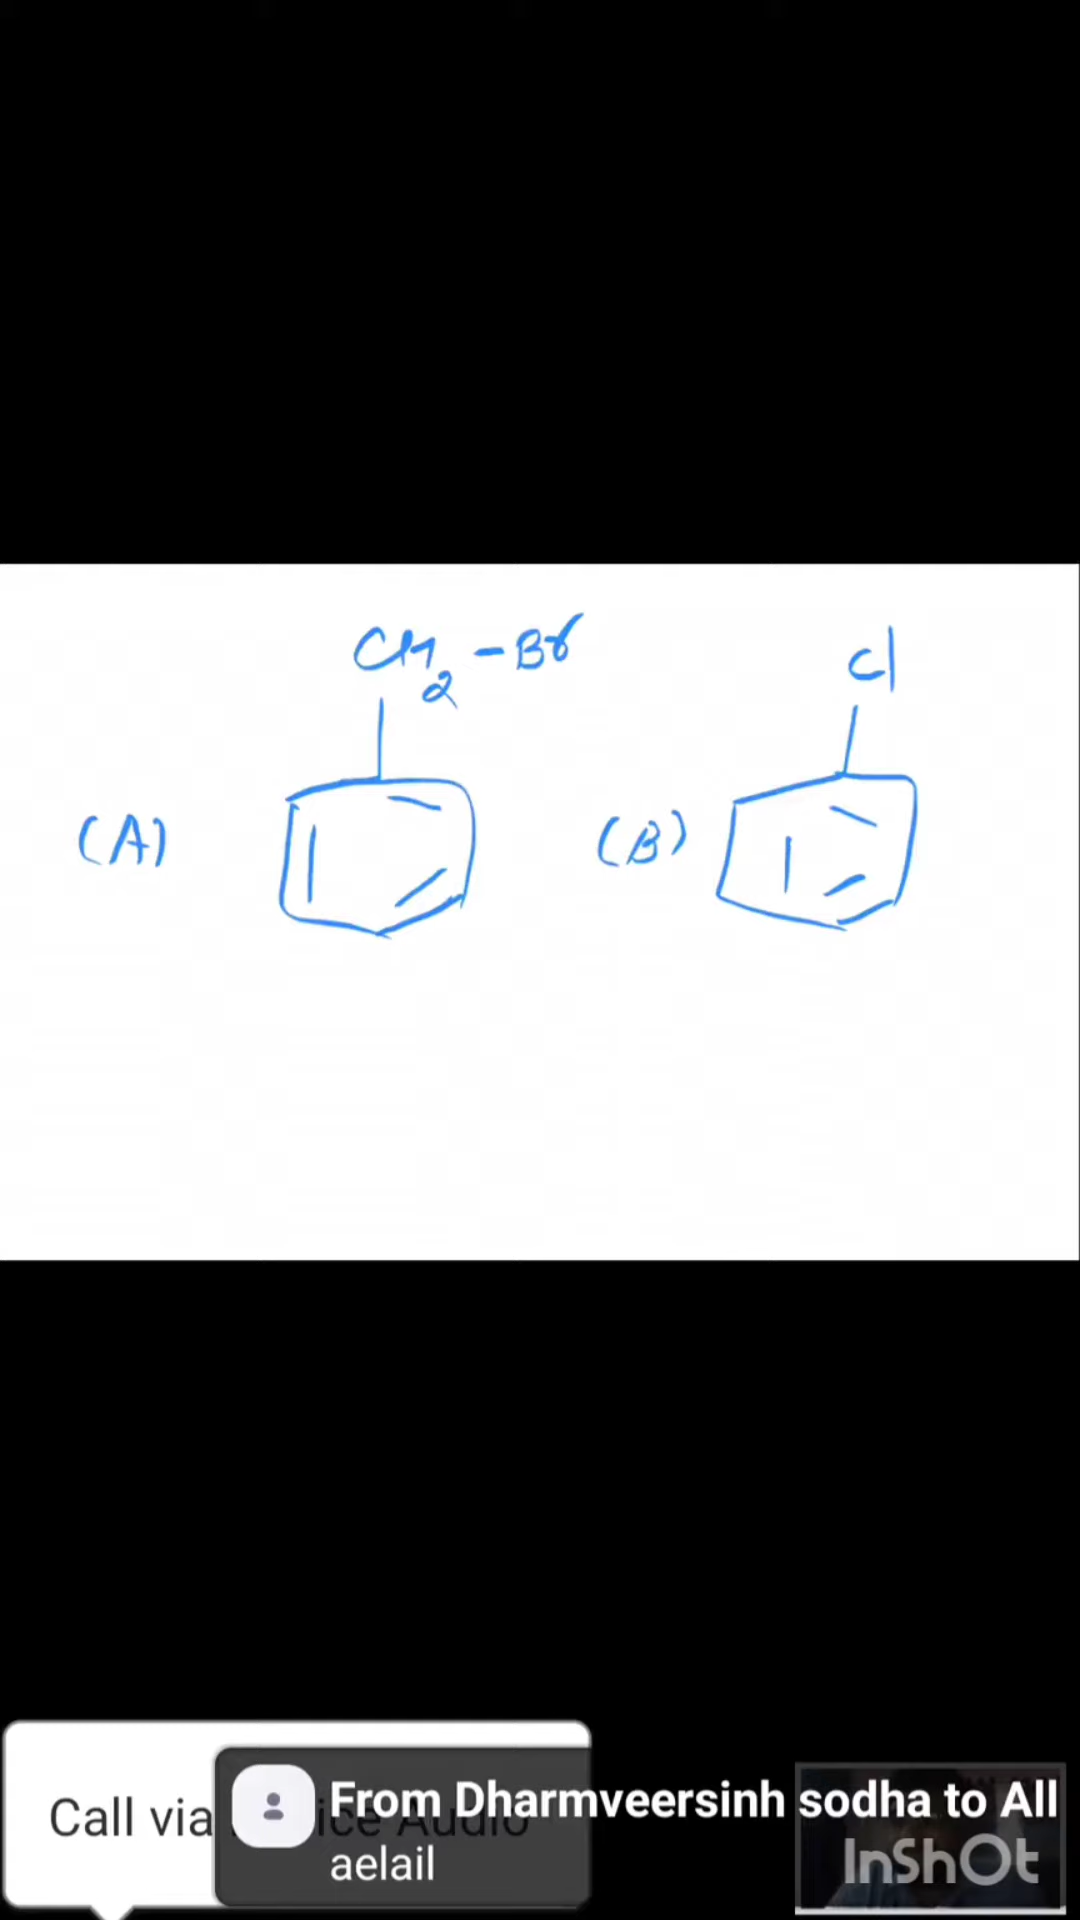 CH2-Br
Cl
(A)
(B)
Call via
From Dharmveersinh sodha to All
aelail
InShOt